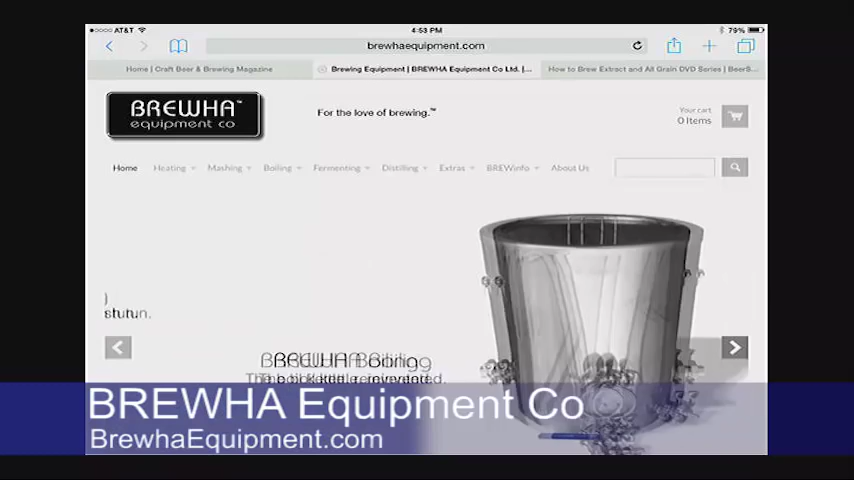 AT&T
4:53 PM
79%
brewhaequipment.com
Home | Craft Beer & Brewing Magazine
Brewing Equipment | BREWHA Equipment Co Ltd. |...
How to Brew Extract and All Grain DVD Series | BeerS...
BREWHA™
equipment co
For the love of brewing.™
Your cart
0 Items
Home
Heating
Mashing
Boiling
Fermenting
Distilling
Extras
BREWinfo
About Us
BREWHA Equipment Co
BrewhaEquipment.com